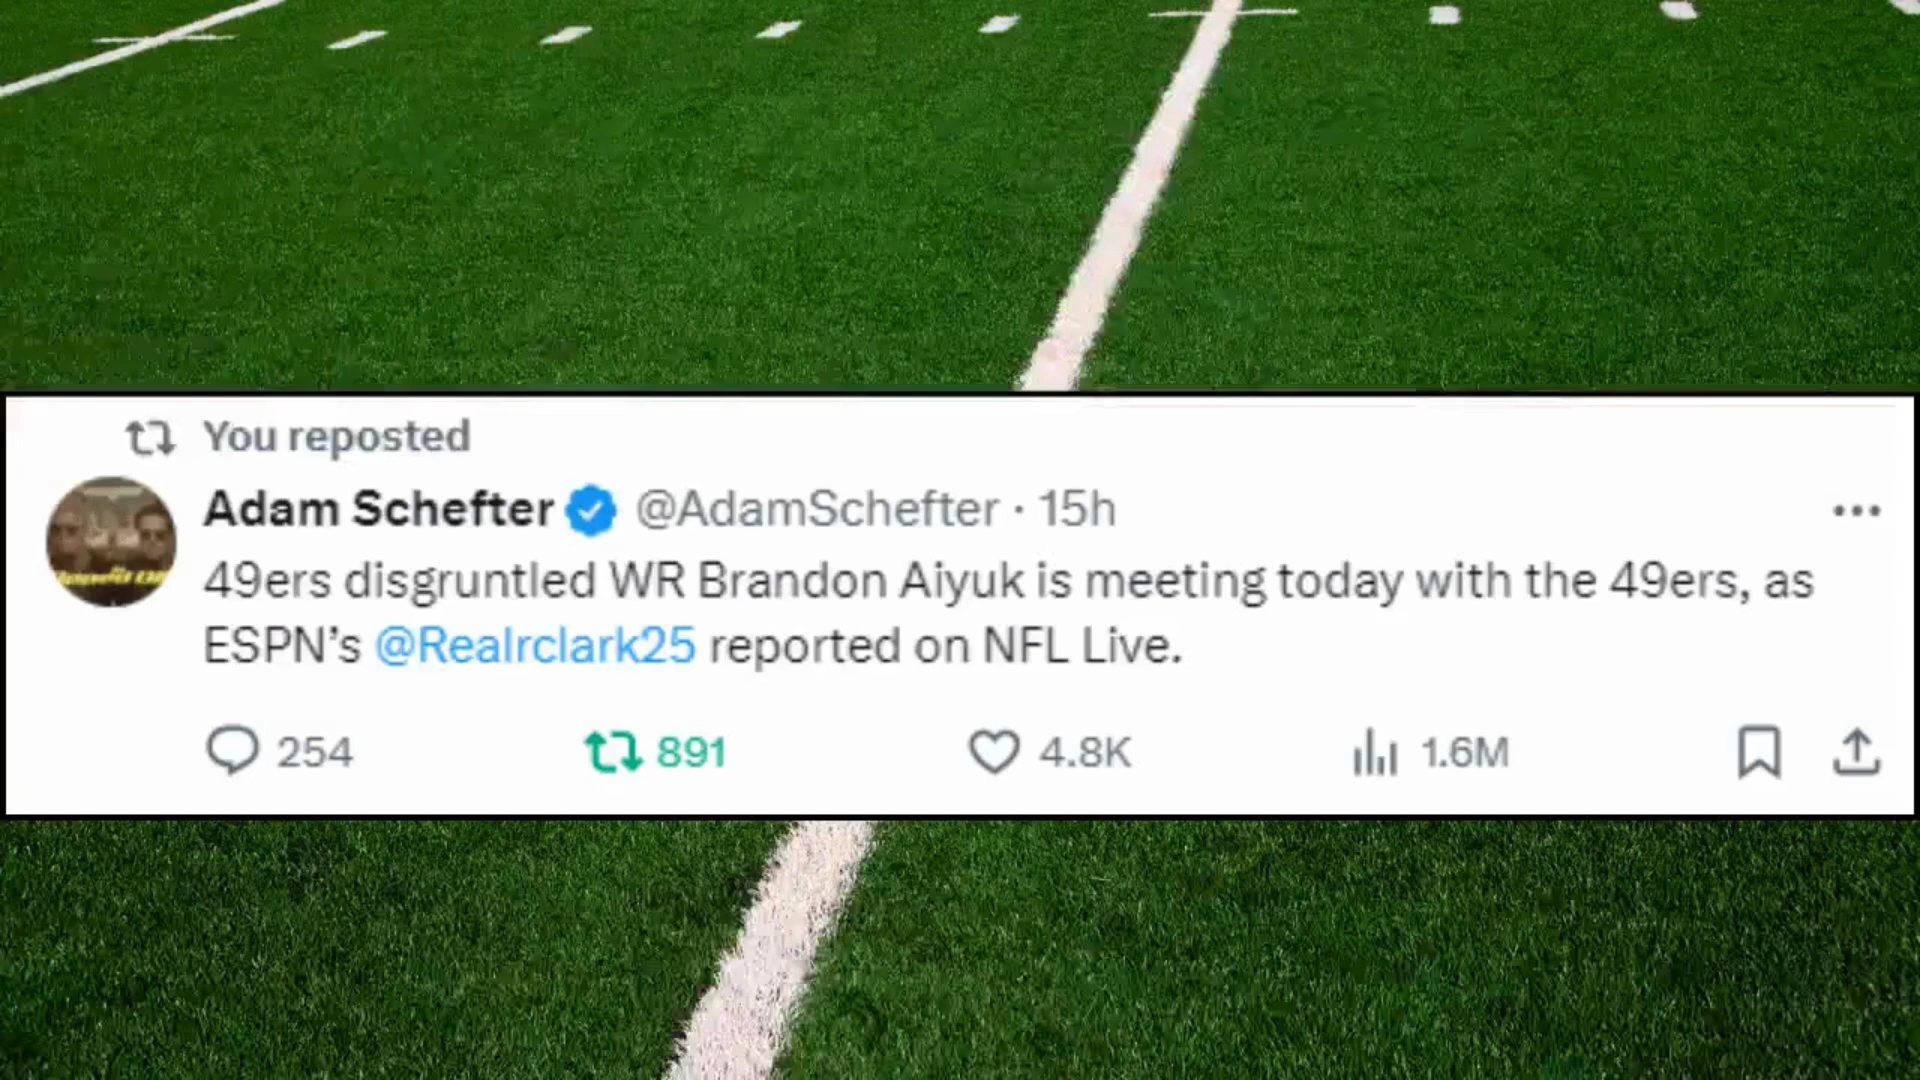 You reposted
Adam Schefter @AdamSchefter · 15h
49ers disgruntled WR Brandon Aiyuk is meeting today with the 49ers, as
ESPN’s @Realrclark25 reported on NFL Live.
254 891 4.8K 1.6M